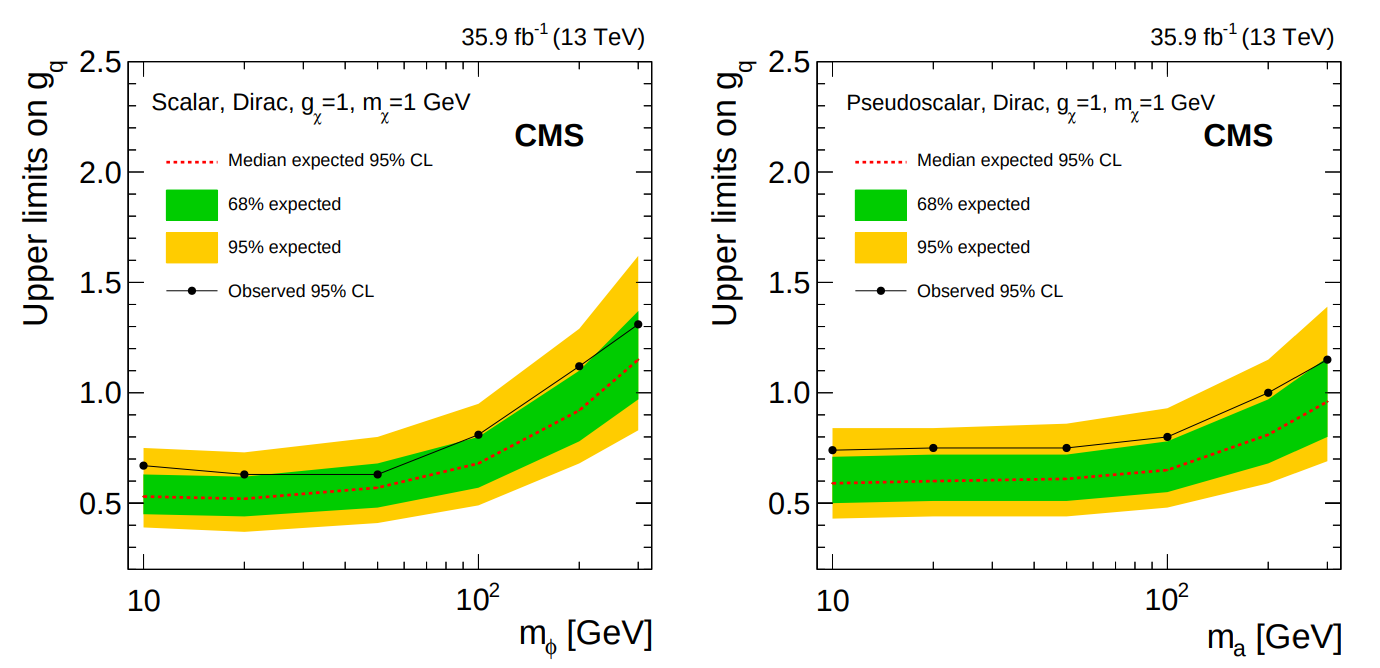 35.9 fb⁻¹ (13 TeV)
Upper limits on g_q
2.5
2.0
1.5
1.0
0.5
Scalar, Dirac, g_χ=1, m_χ=1 GeV
CMS
Median expected 95% CL
68% expected
95% expected
Observed 95% CL
10
10²
m_ϕ [GeV]
35.9 fb⁻¹ (13 TeV)
Upper limits on g_q
2.5
2.0
1.5
1.0
0.5
Pseudoscalar, Dirac, g_χ=1, m_χ=1 GeV
CMS
Median expected 95% CL
68% expected
95% expected
Observed 95% CL
10
10²
m_a [GeV]